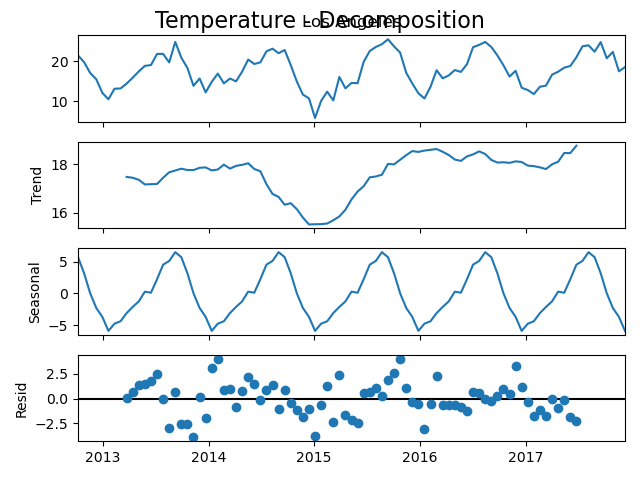 Temperature - Decomposition
Los Angeles
20
10
Trend
18
16
Seasonal
5
0
−5
Resid
2.5
0.0
−2.5
2013 2014 2015 2016 2017